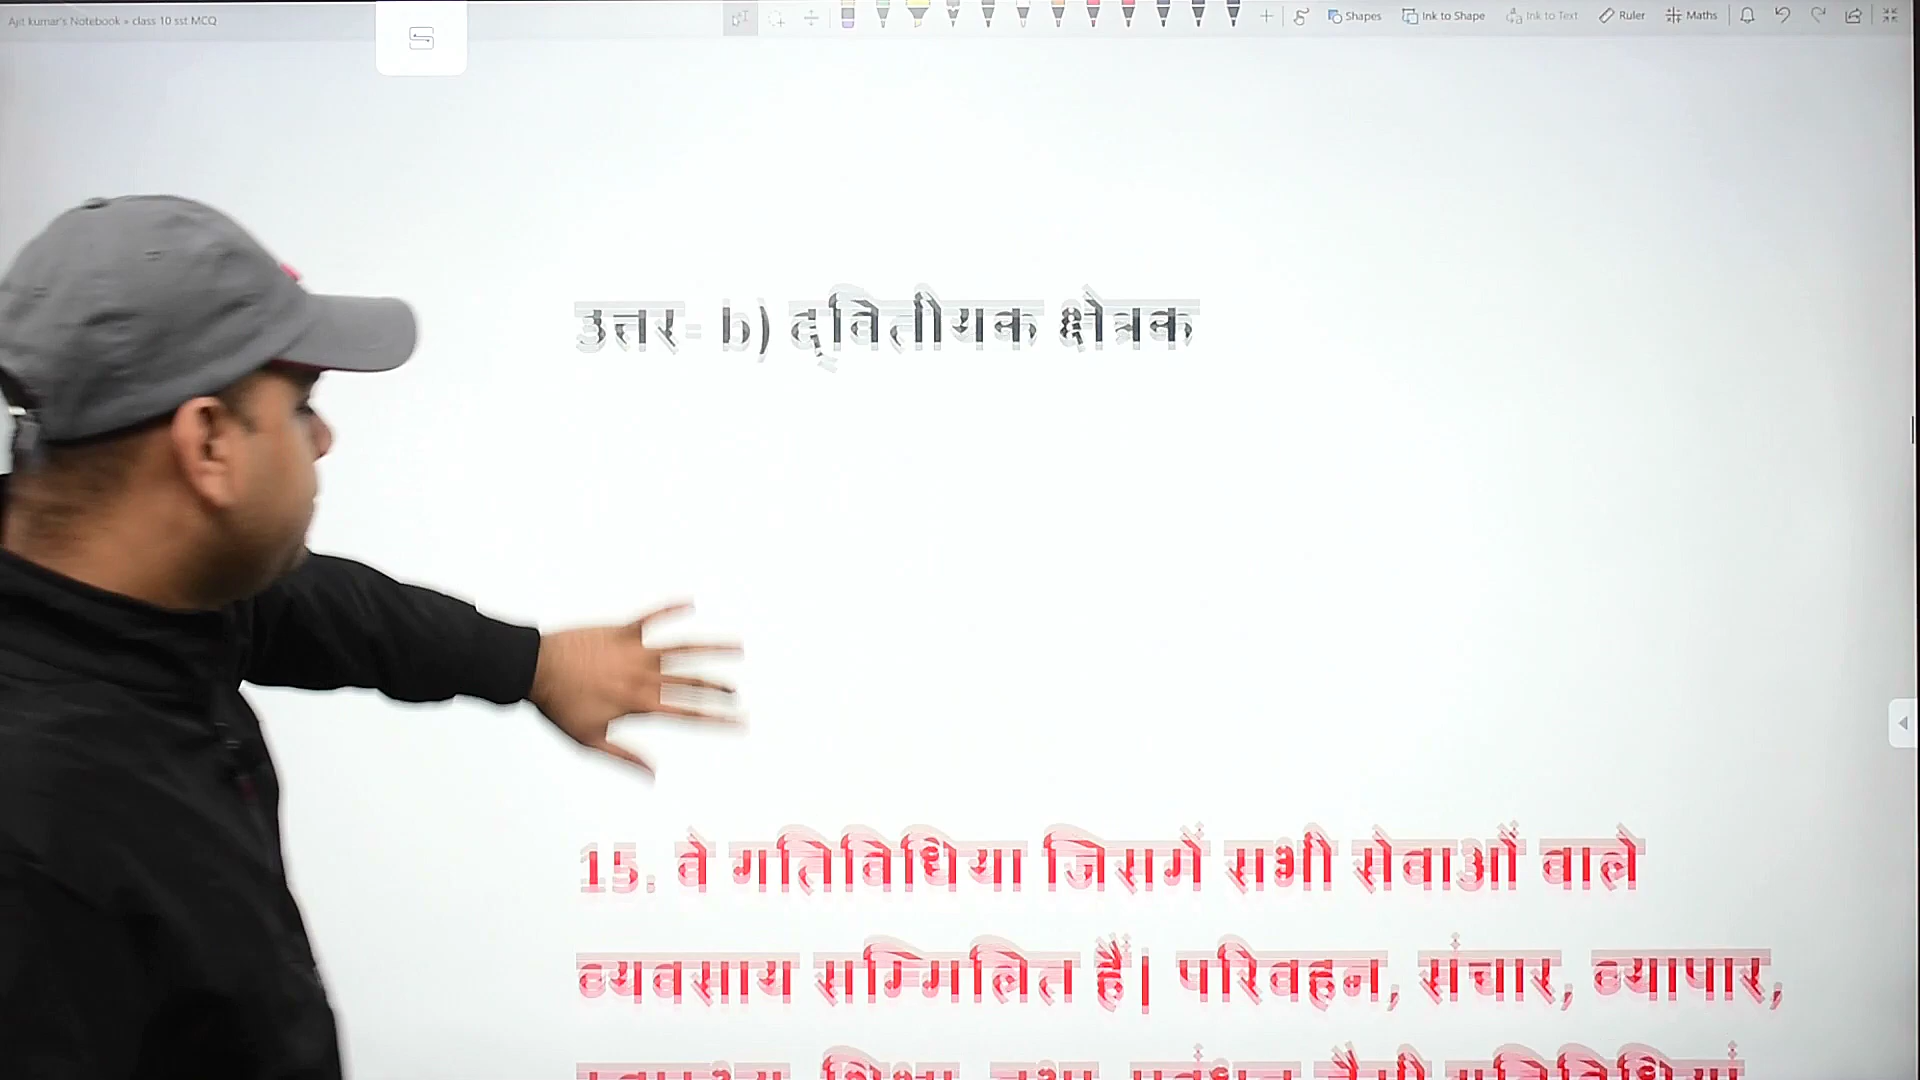 Ajit kumar's Notebook » class 10 sst MCQ
Shapes Ink to Shape Ink to Text Ruler Maths
उत्तर- b) द्वितीयक क्षेत्रक
15. वे गतिविधिया जिसमें सभी सेवाओं वाले
व्यवसाय सम्मिलित हैं| परिवहन, संचार, व्यापार,